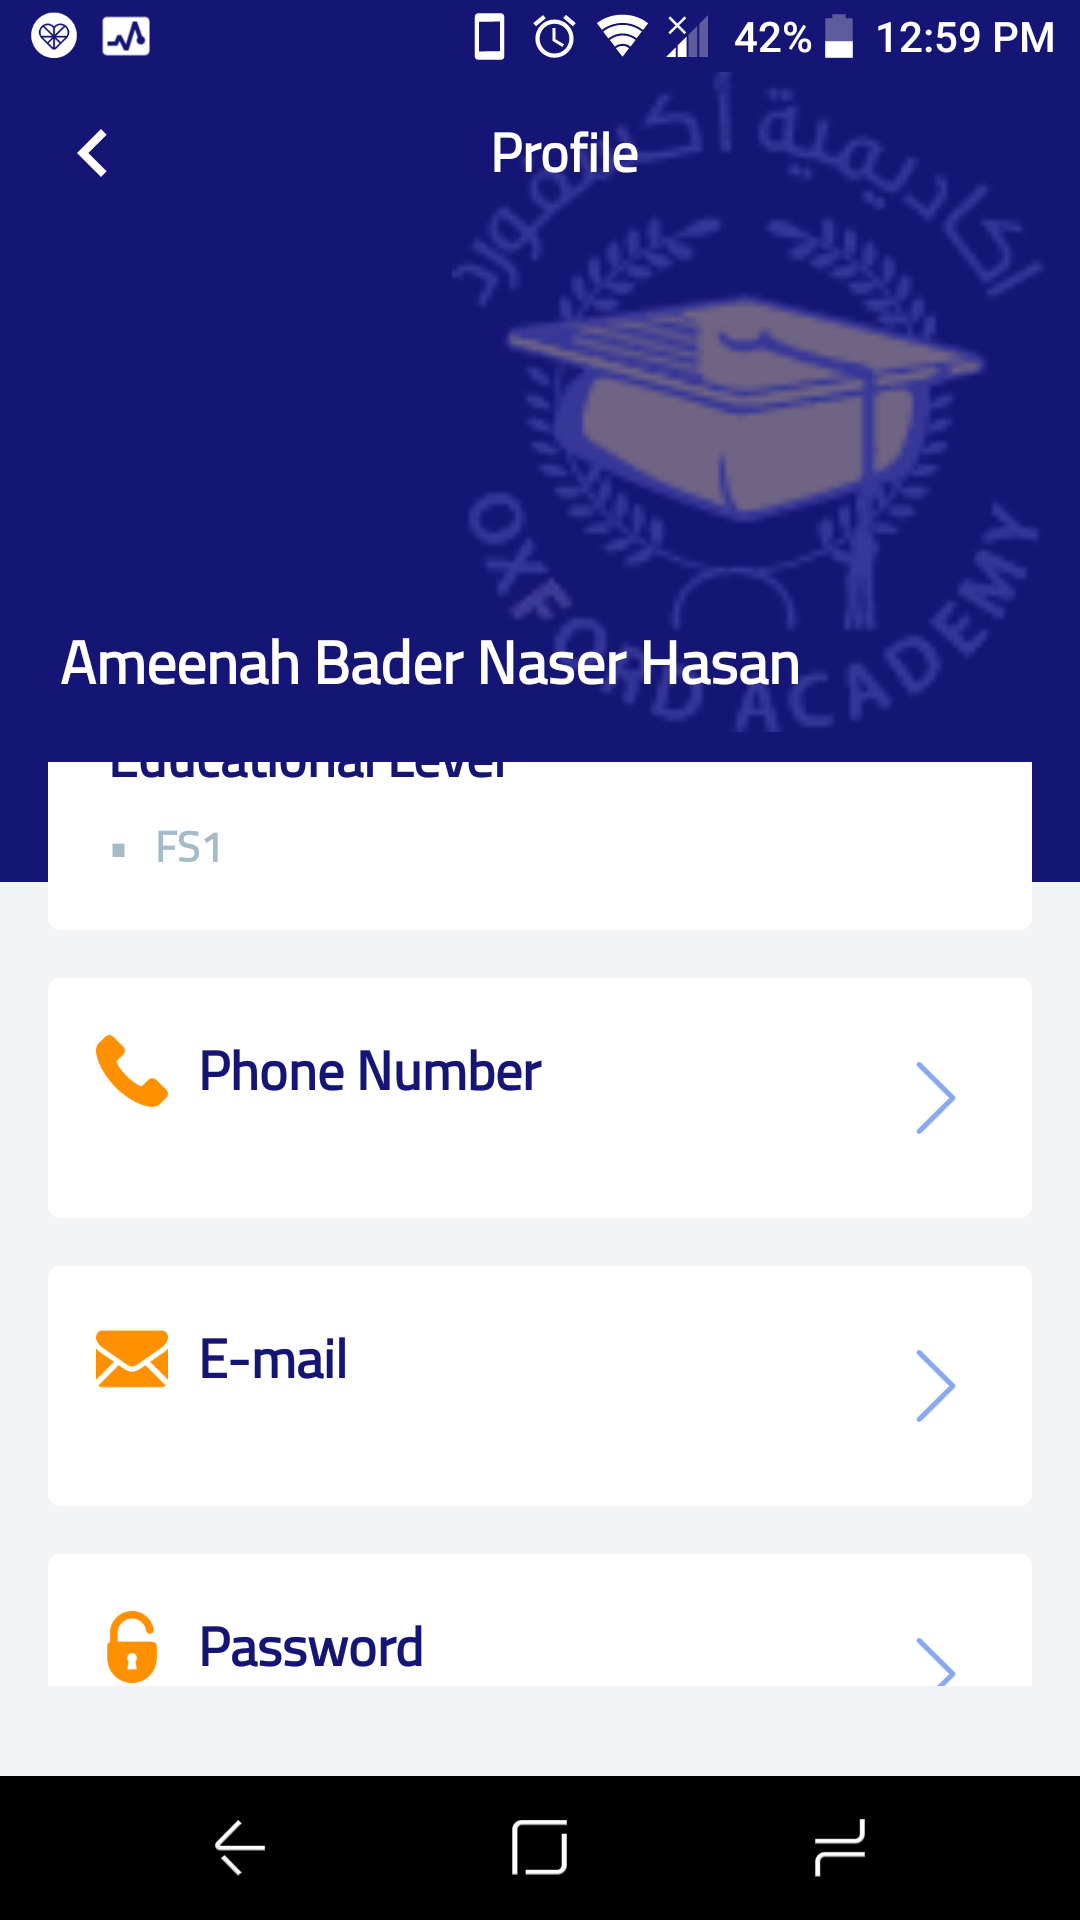 42% 12:59 PM
Profile
اكاديمية أكسفورد
OXFORD ACADEMY
Ameenah Bader Naser Hasan
Educational Level
FS1
Phone Number
E-mail
Password